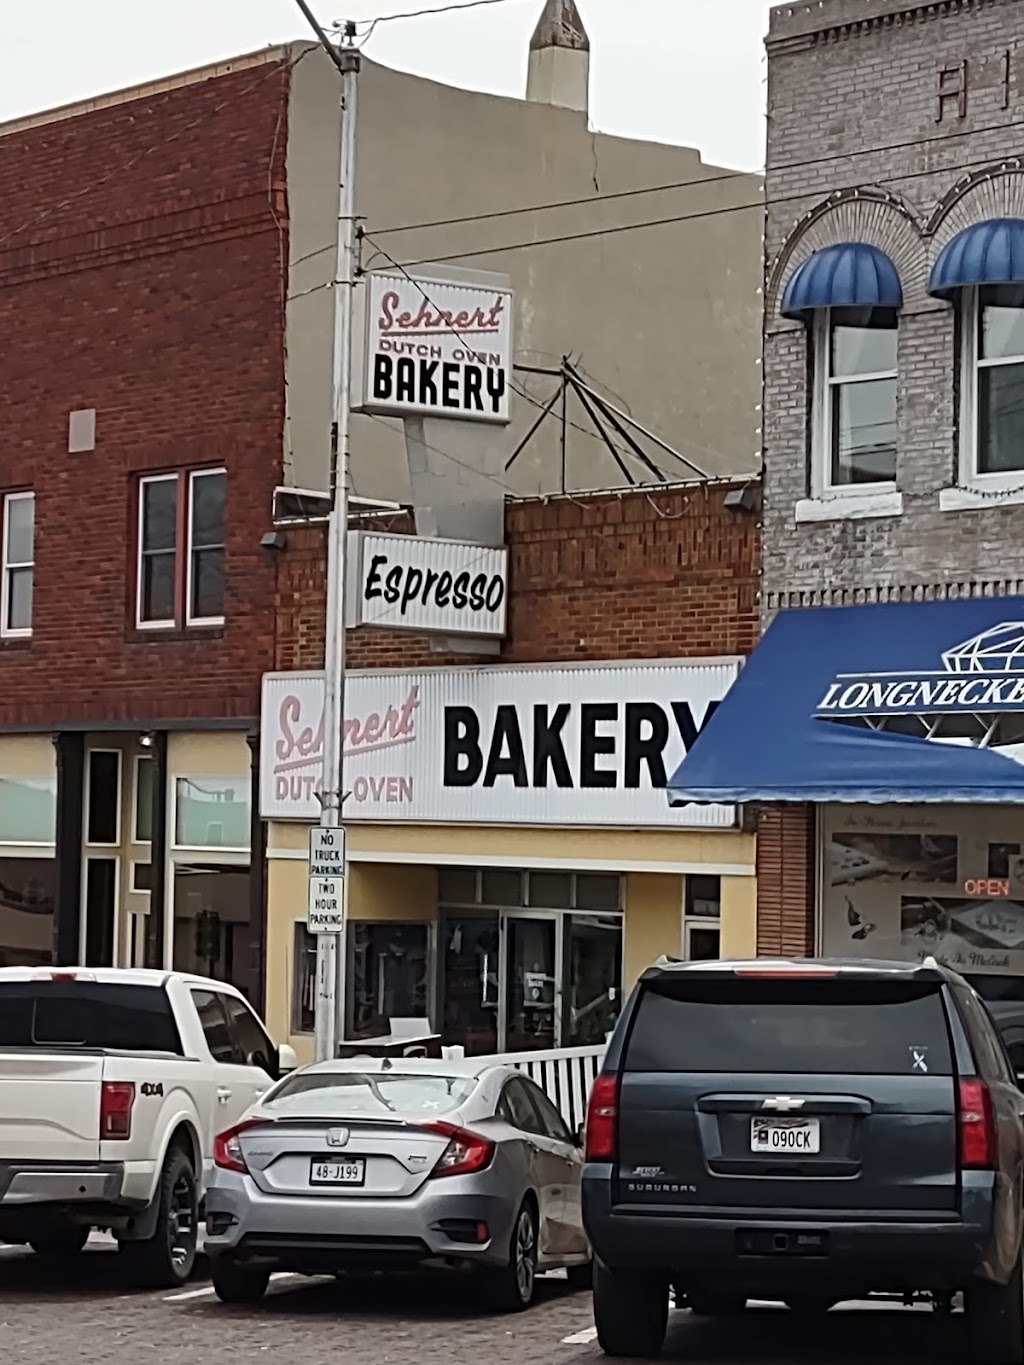 Sehnert
DUTCH OVEN
BAKERY
Espresso
Sehnert
DUTCH OVEN
BAKERY
LONGNECKE
NO
TRUCK
PARKING
TWO
HOUR
PARKING
OPEN
4X4
48-J199
090CK
SUBURBAN